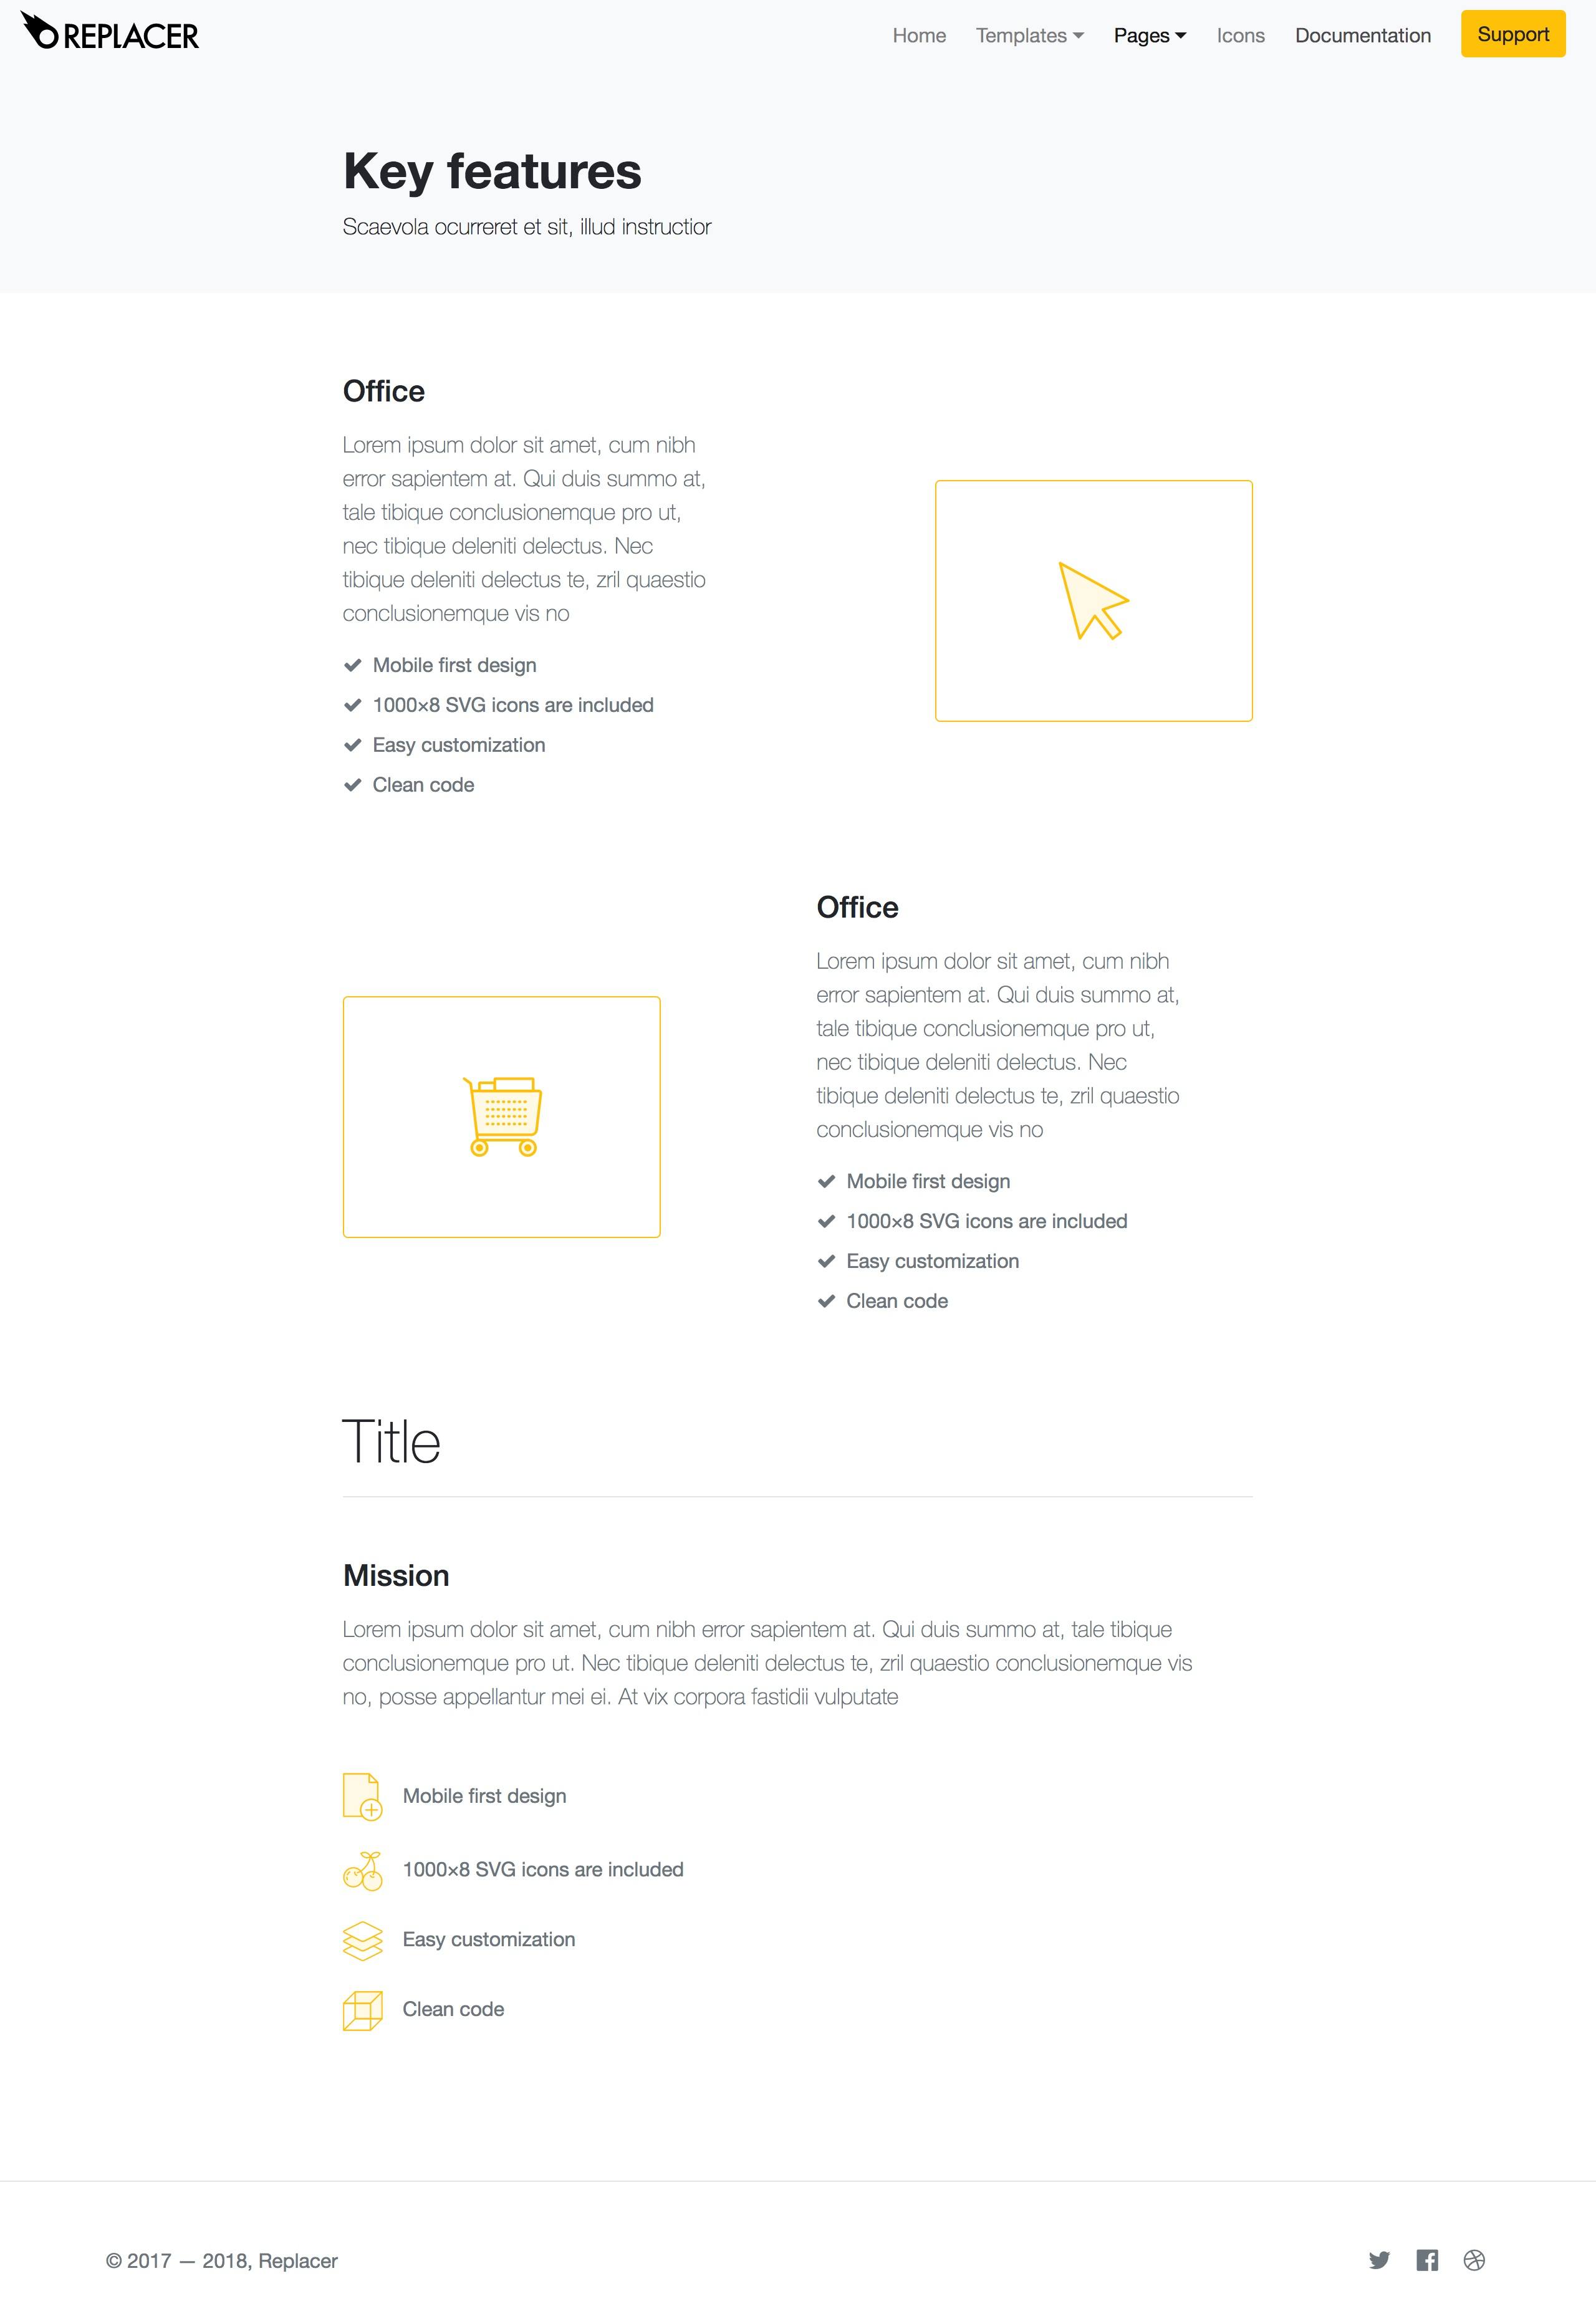 REPLACER
Home Templates Pages Icons Documentation Support
Key features
Scaevola ocurreret et sit, illud instructior
Office
Lorem ipsum dolor sit amet, cum nibh
error sapientem at. Qui duis summo at,
tale tibique conclusionemque pro ut,
nec tibique deleniti delectus. Nec
tibique deleniti delectus te, zril quaestio
conclusionemque vis no
Mobile first design
1000×8 SVG icons are included
Easy customization
Clean code
Office
Lorem ipsum dolor sit amet, cum nibh
error sapientem at. Qui duis summo at,
tale tibique conclusionemque pro ut,
nec tibique deleniti delectus. Nec
tibique deleniti delectus te, zril quaestio
conclusionemque vis no
Mobile first design
1000×8 SVG icons are included
Easy customization
Clean code
Title
Mission
Lorem ipsum dolor sit amet, cum nibh error sapientem at. Qui duis summo at, tale tibique
conclusionemque pro ut. Nec tibique deleniti delectus te, zril quaestio conclusionemque vis
no, posse appellantur mei ei. At vix corpora fastidii vulputate
Mobile first design
1000×8 SVG icons are included
Easy customization
Clean code
© 2017 — 2018, Replacer